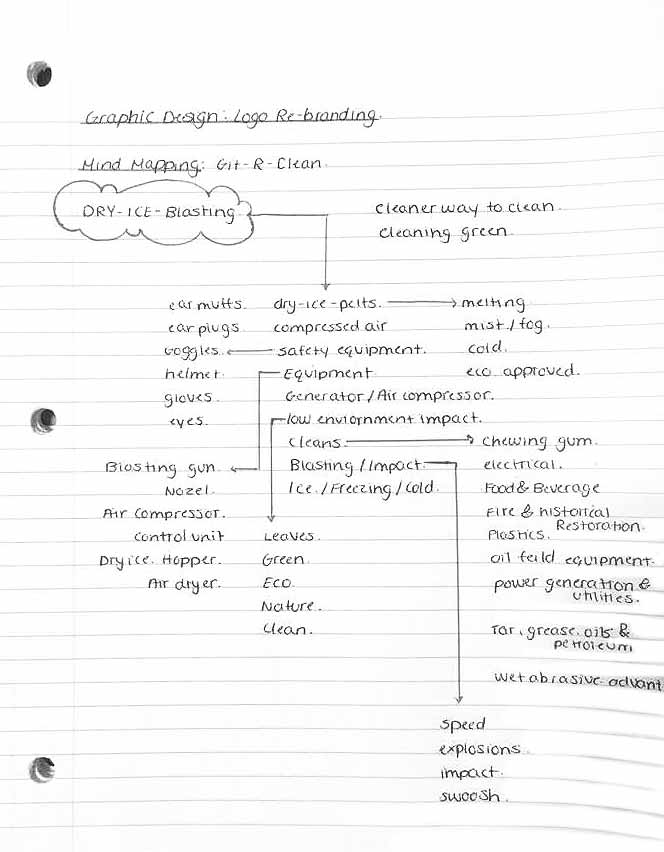 Graphic Design: Logo Re-branding.
Mind Mapping: Git-R-Clean.
DRY-ICE-Blasting
cleaner way to clean.
cleaning green.
ear muffs. dry-ice-pelts. melting
ear plugs compressed air mist/fog.
Goggles. safety equipment. cold.
helmet. Equipment eco approved.
gloves. Generator/Air compressor.
eyes. low enviornment impact.
Cleans chewing gum.
Blasting gun. Blasting/Impact electrical.
Nozel. Ice/Freezing/cold. Food & Beverage
Air Compressor. Fire & historical
Restoration.
control unit Leaves. Plastics.
Dry ice. Hopper. Green. oil feild equipment.
Air dryer. Eco. power generation &
utilities.
Nature.
Clean. Tar, grease, oils &
petroleum
wet abrasive advant
speed
explosions.
impact.
swoosh.